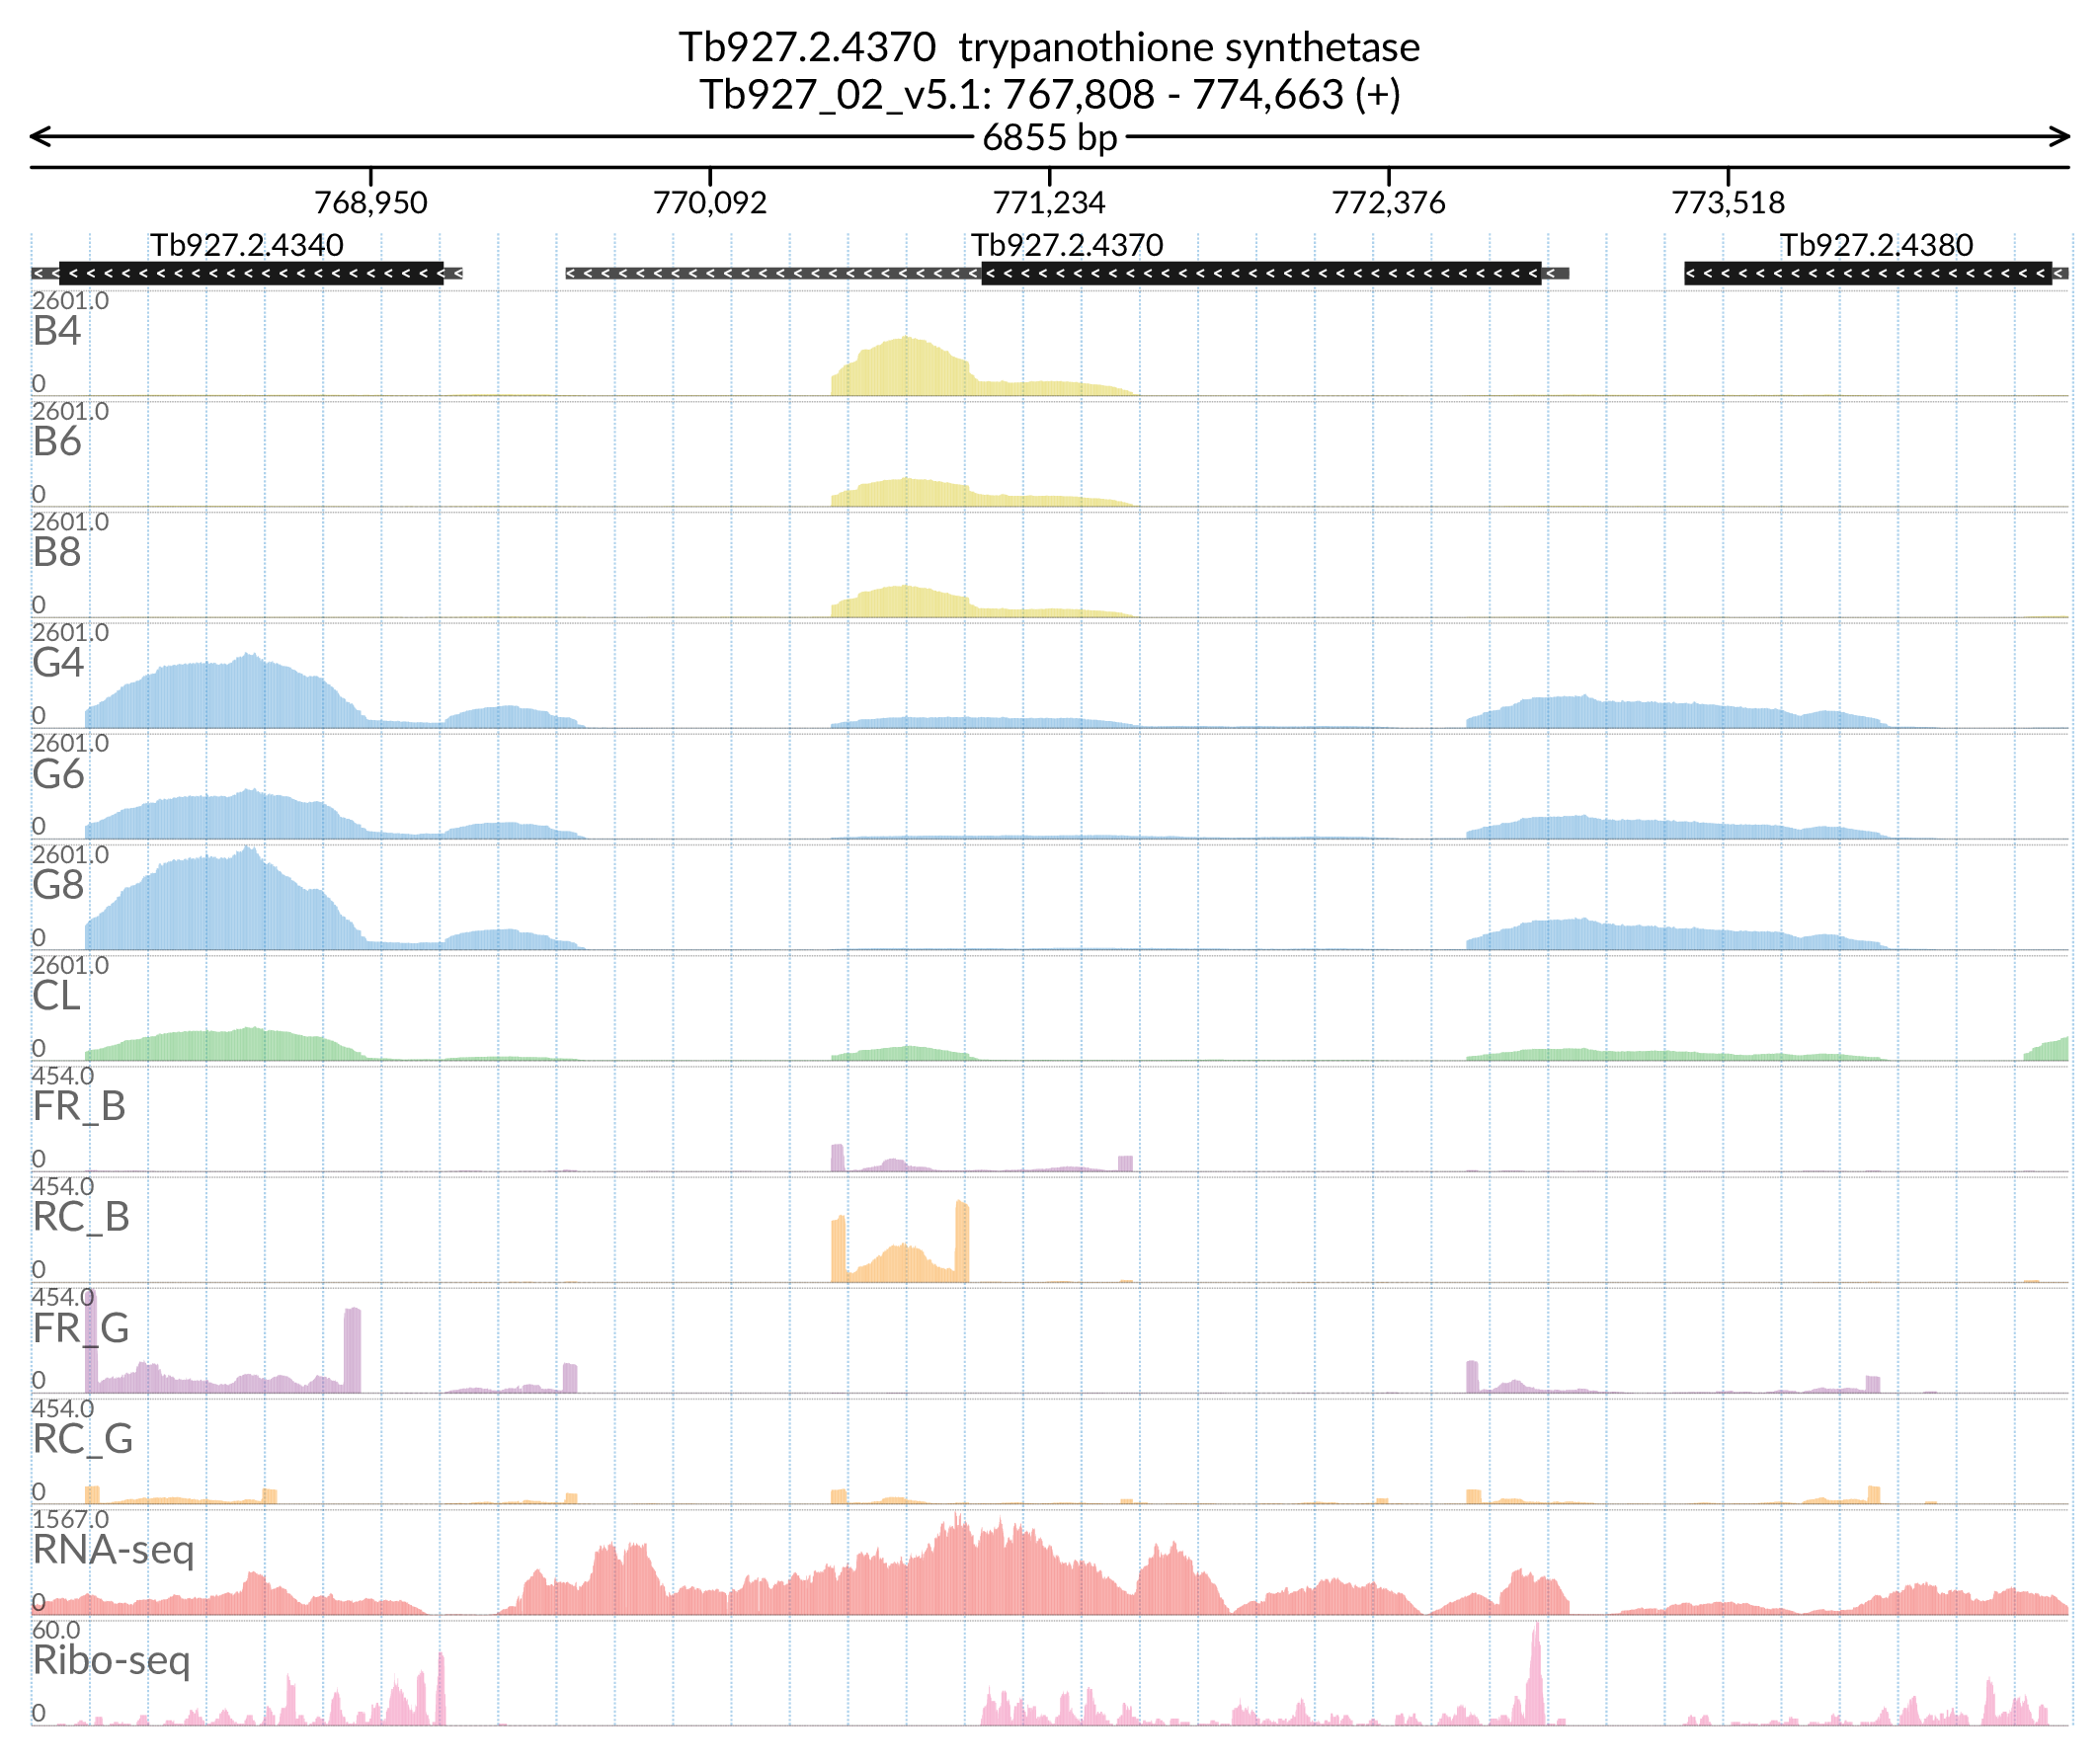 Tb927.2.4370 trypanothione synthetase
Tb927_02_v5.1: 767,808 - 774,663 (+)
6855 bp
768,950 770,092 771,234 772,376 773,518
Tb927.2.4340 Tb927.2.4370 Tb927.2.4380
2601.0
B4
0
2601.0
B6
0
2601.0
B8
0
2601.0
G4
0
2601.0
G6
0
2601.0
G8
0
2601.0
CL
0
454.0
FR_B
0
454.0
RC_B
0
454.0
FR_G
0
454.0
RC_G
0
1567.0
RNA-seq
0
60.0
Ribo-seq
0